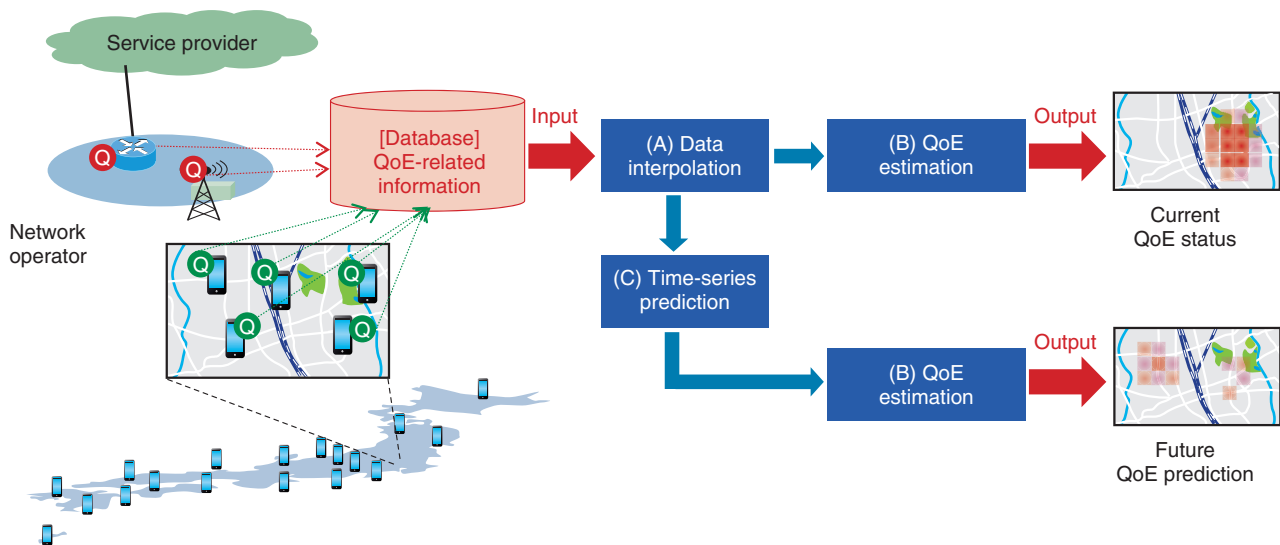 Service provider
Q
Q
Network
operator
[Database]
QoE-related
information
Input
(A) Data
interpolation
(B) QoE
estimation
Output
Current
QoE status
Q
Q
Q
Q
Q
(C) Time-series
prediction
(B) QoE
estimation
Output
Future
QoE prediction